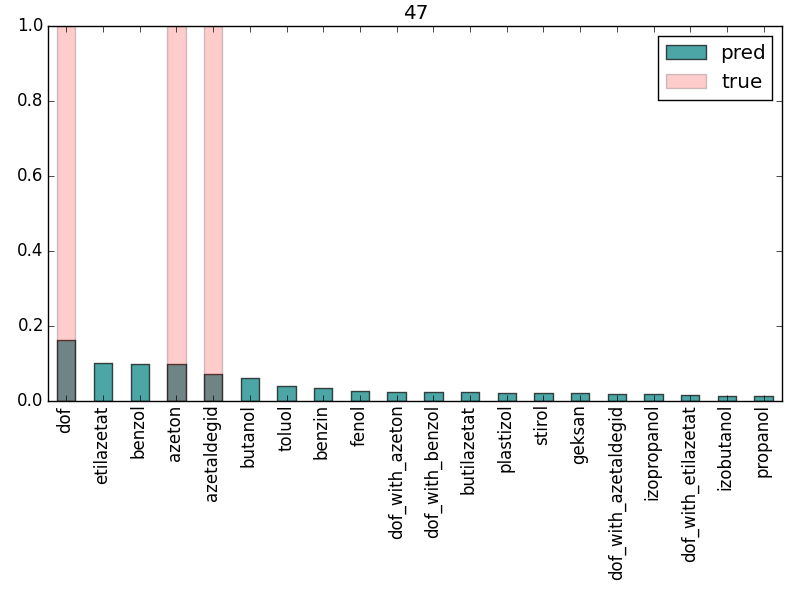 47
1.0
0.8
0.6
0.4
0.2
0.0
pred
true
dof
etilazetat
benzol
azeton
azetaldegid
butanol
toluol
benzin
fenol
dof_with_azeton
dof_with_benzol
butilazetat
plastizol
stirol
geksan
dof_with_azetaldegid
izopropanol
dof_with_etilazetat
izobutanol
propanol